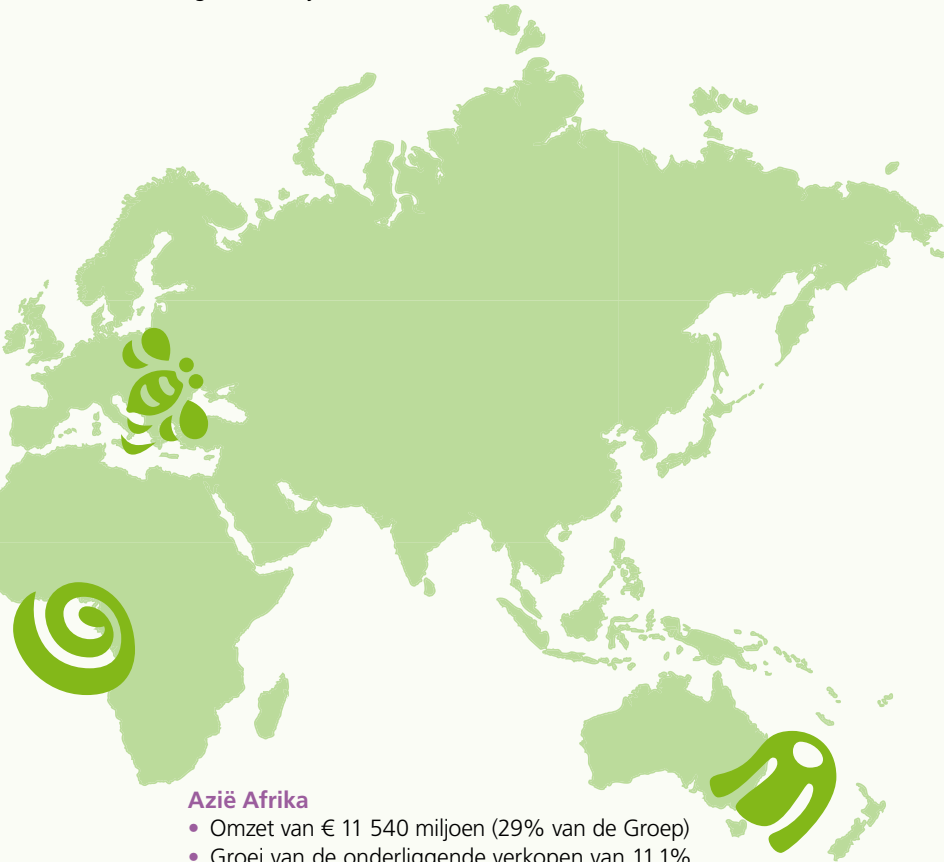 Azië Afrika
• Omzet van € 11 540 miljoen (29% van de Groep)
• Groei van de onderliggende verkopen van 11,1%